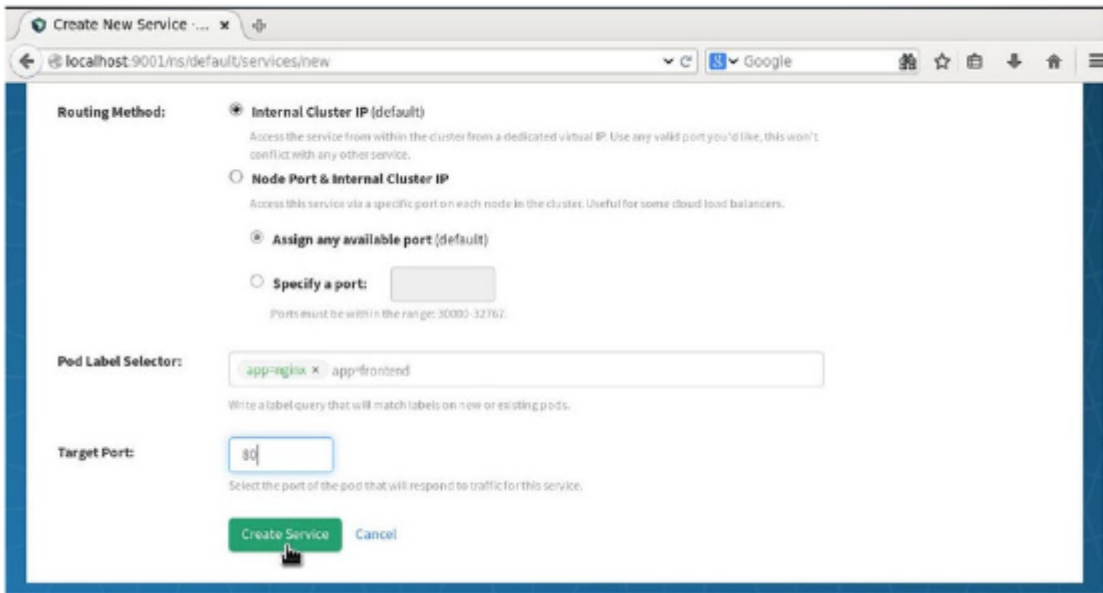 Create New Service ·...
localhost:9001/ns/default/services/new
Google
Routing Method:
Internal Cluster IP (default)
Access the service from within the cluster from a dedicated virtual IP. Use any valid port you'd like, this won't
conflict with any other service.
Node Port & Internal Cluster IP
Access this service via a specific port on each node in the cluster. Useful for some cloud load balancers.
Assign any available port (default)
Specify a port:
Ports must be within the range: 30000-32767.
Pod Label Selector:
app=nginx × app=frontend
Write a label query that will match labels on new or existing pods.
Target Port:
80
Select the port of the pod that will respond to traffic for this service.
Create Service
Cancel